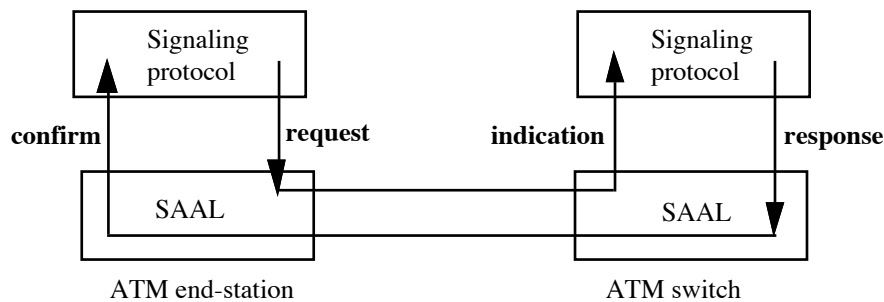 Signaling
protocol
Signaling
protocol
confirm
request
indication
response
SAAL
SAAL
ATM end-station
ATM switch